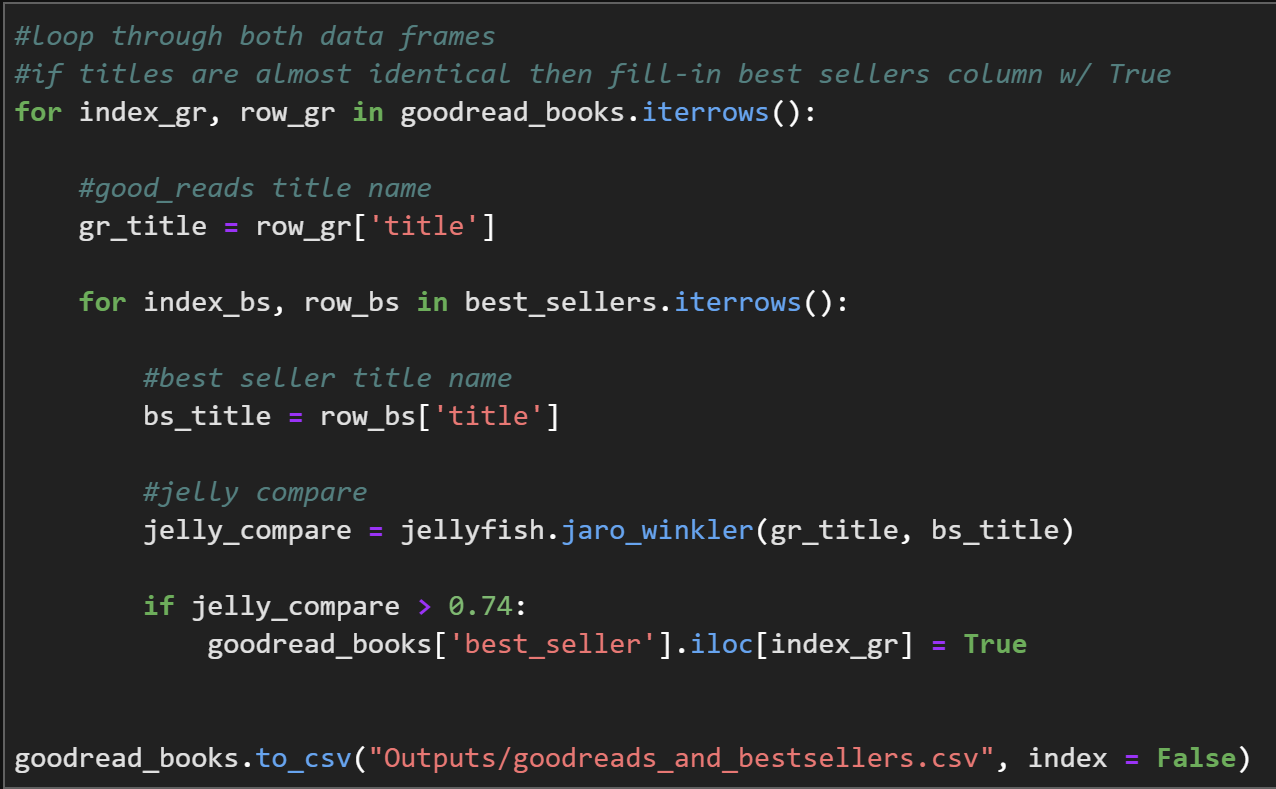 #loop through both data frames
#if titles are almost identical then fill-in best sellers column w/ True
for index_gr, row_gr in goodread_books.iterrows():
    #good_reads title name
    gr_title = row_gr['title']
    for index_bs, row_bs in best_sellers.iterrows():
        #best seller title name
        bs_title = row_bs['title']
        #jelly compare
        jelly_compare = jellyfish.jaro_winkler(gr_title, bs_title)
        if jelly_compare > 0.74:
            goodread_books['best_seller'].iloc[index_gr] = True
goodread_books.to_csv("Outputs/goodreads_and_bestsellers.csv", index = False)